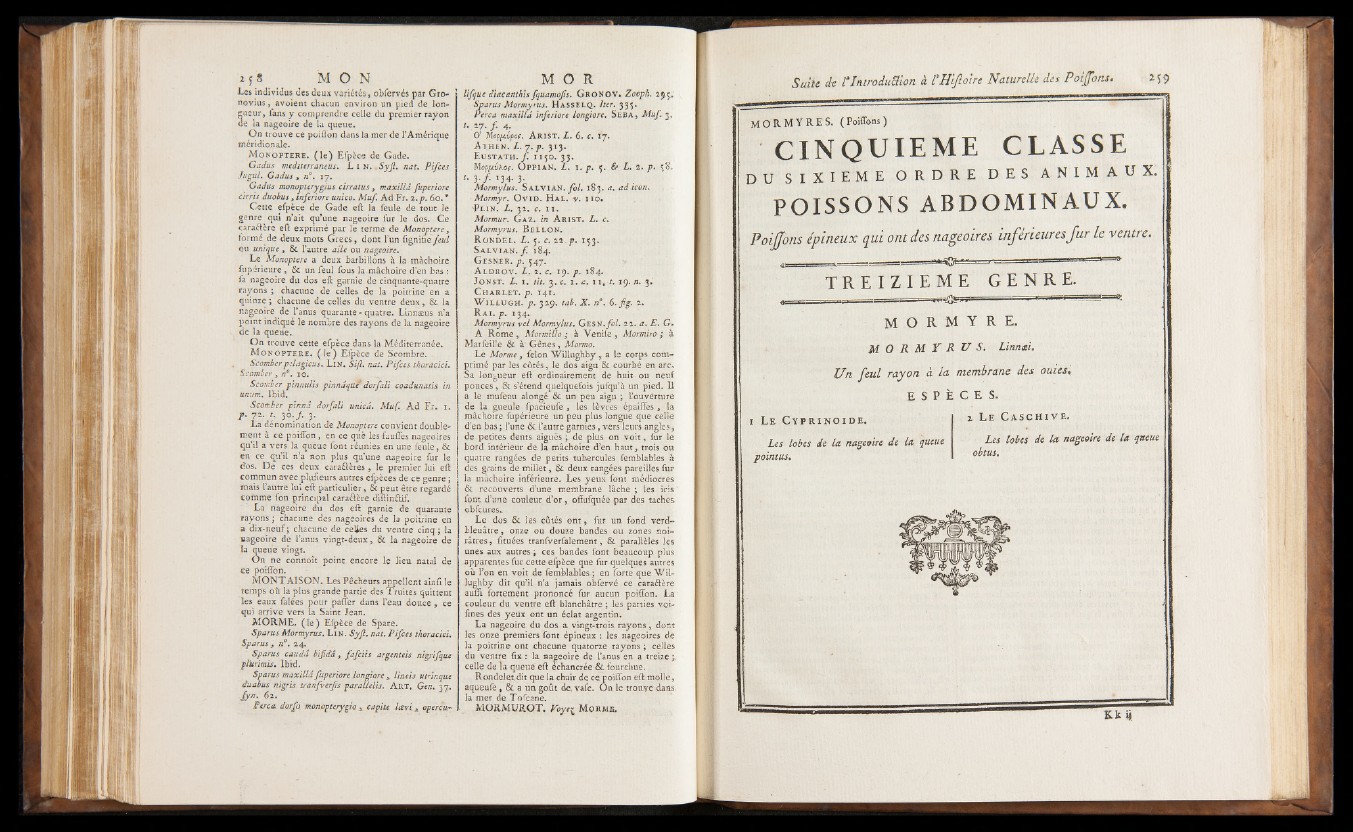 258 M O N
Les individus des deux variétés, obſervés par Gro-
novius, avoient chacun environ un pied de lon-
gueur, ſans y comprendre celle du premier rayon
de la nageoire de la queue.
On trouve ce poiſſon dans la mer de l'Amérique
méridionale.
MONOPTERE. (le) Eſpèce de Gade.
Gadus mediterraneus. LIN. Syſt. nat. Piſces
Jugul. Gadus, n°. 17.
Gadus monopterygius cirratus, maxillâ ſuperiore
cirris duobus, inferiore unico. Muſ. Ad Fr. 2. p. 60. *
Cette eſpèce de Gade eſt la ſeule de tout le
genre qui n'ait qu'une nageoire ſur le dos. Ce
caractère eſt exprimé par le terme de Monoptere,
formé de deux mots Grecs, dont l'un ſignifie ſeul
ou unique, & l'autre aîle ou nageoire.
Le Monoptere a deux barbillons à la mâchoire
ſupérieure, & un ſeul ſous la mâchoire d'en bas :
ſa nageoire du dos eſt garnie de cinquante-quatre
rayons ; chacune de celles de la poitrine en a
quinze ; chacune de celles du ventre deux, & la
nageoire de l'anus quarante-quatre. Linnæus n'a
point indiqué le nombre des rayons de la nageoire
de la queue.
On trouve cette eſpèce dans la Méditerranée.
MONOPTERE. (le) Eſpèce de Scombre.
Scomber pelagicus. LIN. Siſt. nat. Piſces thoracici.
Scomber, n°. 10.
Scomber pinnulis pinnâque dorſali coadunatis in
unum. Ibid.
Scomber pinnâ dorſali unicâ. Muſ. Ad Fr. 1.
p. 72. t. 30. f. 3.
La dénomination de Monoptere convient double-
ment à ce poiſſon, en ce que les fauſſes nageoires
qu'il a vers la queue ſont réunies en une ſeule, &
en ce qu'il n'a non plus qu'une nageoire ſur le
dos. De ces deux caractères, le premier lui eſt
commun avec pluſieurs autres eſpèces de ce genre ;
mais l'autre lui eſt particulier, & peut être regardé
comme ſon principal caractère diſtinctif.
La nageoire du dos eſt garnie de quarante
rayons ; chacune des nageoires de la poitrine en
a dix-neuf ; chacune de celles du ventre cinq ; la
nageoire de l'anus vingt-deux, & la nageoire de
la queue vingt.
On ne connoît point encore le lieu natal de
ce poiſſon.
MONTAISON. Les Pêcheurs appellent ainſi le
temps où la plus grande partie des Truites quittent
les eaux ſalées pour paſſer dans l'eau douce, ce
qui arrive vers la Saint Jean.
MORME. (le) Eſpèce de Spare.
Sparus Mormyrus. LIN. Syſt. nat. Piſces thoracici.
Sparus, n°. 24.
Sparus caudâ bifidâ, faſciis argenteis nigriſque
plurimis. Ibid.
Sparus maxillâ ſuperiore longiore, lineis utrinque
duabus nigris tranſverſis parallelis. ART. Gen. 37.
ſyn. 62.
Perca dorſo monopterygio, capite lævi, opercu-
M O R
liſque diacanthis ſquamoſis. GRONOV. Zooph. 295.
Sparus Mormyrus. HASSELQ. Iter. 335.
Perca maxillâ inferiore longiore. SEBA, Muſ. 3.
t. 27. f. 4.
Ο' Μορμύρος. ARIST. L. 6. c. 17.
ATHEN. L. 7. p. 313.
EUSTATH. f. 1150. 33.
Μορμύλος. OPPIAN. L. 1. p. 5. & L. 2. p. 58.
t. 3. f. 134. 3.
Mormylus. SALVIAN. fol. 183. a. ad icon.
Mormyr. OVID. HAL. v. 110.
PLIN. L. 32. c. 11.
Mormur. GAZ. in ARIST. L. c.
Mormyrus. BELLON.
RONDEL. L. 5. c. 22. p. 153.
SALVIAN. f. 184.
GESNER. p. 547.
ALDROV. L. 2. c. 19. p. 184.
JONST. L. 1. tit. 3. c. 1. a. 11, t. 19. n. 3.
CHARLET. p. 141.
WILLUGH. p. 329. tab. X. n°. 6. fig. 2.
RAI. p. 134.
Mormyrus vel Mormylus. GESN. fol. 22. a. E. G.
A Rome, Mormillo ; à Veniſe, Mormiro ; à
Marſeille & à Gênes, Mormo.
Le Morme, ſelon Willughby, a le corps com-
primé par les côtés, le dos aigu & courbé en arc.
Sa longueur eſt ordinairement de huit ou neuf
pouces, & s'étend quelquefois juſqu'à un pied. Il
a le muſeau alongé & un peu aigu ; l'ouverture
de la gueule ſpacieuſe, les lèvres épaiſſes, la
mâchoire ſupérieure un peu plus longue que celle
d'en bas ; l'une & l'autre garnies, vers leurs angles,
de petites dents aiguës ; de plus on voit, ſur le
bord intérieur de la mâchoire d'en haut, trois ou
quatre rangées de petits tubercules ſemblables à
des grains de millet, & deux rangées pareilles ſur
la mâchoire inférieure. Les yeux ſont médiocres
& recouverts d'une membrane lâche ; les iris
ſont d'une couleur d'or, offuſquée par des taches
obſcures.
Le dos & les côtés ont, ſur un fond verd-
bleuâtre, onze ou douze bandes ou zones noi-
râtres, ſituées tranſverſalement, & parallèles les
unes aux autres ; ces bandes ſont beaucoup plus
apparentes ſur cette eſpèce que ſur quelques autres
où l'on en voit de ſemblables ; en ſorte que Wil-
lughby dit qu'il n'a jamais obſervé ce caractère
auſſi fortement prononcé ſur aucun poiſſon. La
couleur du ventre eſt blanchâtre ; les parties voi-
ſines des yeux ont un éclat argentin.
La nageoire du dos a vingt-trois rayons, dont
les onze premiers ſont épineux : les nageoires de
la poitrine ont chacune quatorze rayons ; celles
du ventre ſix : la nageoire de l'anus en a treize ;
celle de la queue eſt échancrée & fourchue.
Rondelet dit que la chair de ce poiſſon eſt molle,
aqueuſe, & a un goût de vaſe. On le trouve dans
la mer de Toſcane.
MORMUROT. Voyez MORME.
Suite de l'Introduction à l'Hiſtoire Naturelle des Poiſſons. 259
MORMYRES. (Poiſſons)
CINQUIEME CLASSE
DU SIXIEME ORDRE DES ANIMAUX.
POISSONS ABDOMINAUX.
Poiſſons épineux qui ont des nageoires inférieures ſur le ventre.
TREIZIEME GENRE.
MORMYRE.
MORMYRUS. Linnæi.
Un ſeul rayon à la membrane des ouies.
ESPÈCES.
1 LE CYPRINOIDE.
Les lobes de la nageoire de la queue
pointus.
2 LE CASCHIVE.
Les lobes de la nageoire de la queue
obtus.
Kk ij